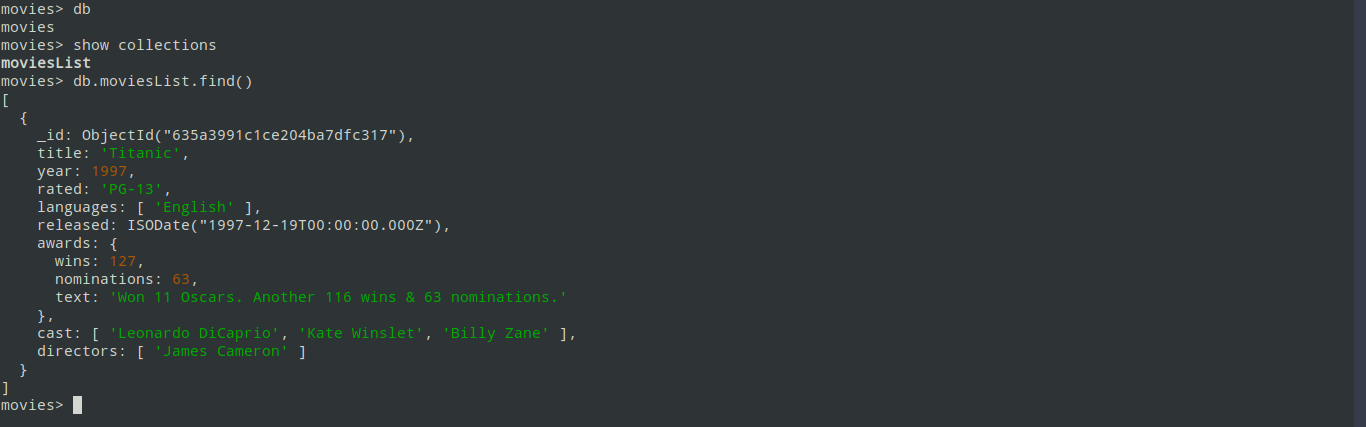 movies> db
movies
movies> show collections
moviesList
movies> db.moviesList.find()
[
  {
    _id: ObjectId("635a3991c1ce204ba7dfc317"),
    title: 'Titanic',
    year: 1997,
    rated: 'PG-13',
    languages: [ 'English' ],
    released: ISODate("1997-12-19T00:00:00.000Z"),
    awards: {
      wins: 127,
      nominations: 63,
      text: 'Won 11 Oscars. Another 116 wins & 63 nominations.'
    },
    cast: [ 'Leonardo DiCaprio', 'Kate Winslet', 'Billy Zane' ],
    directors: [ 'James Cameron' ]
  }
]
movies>